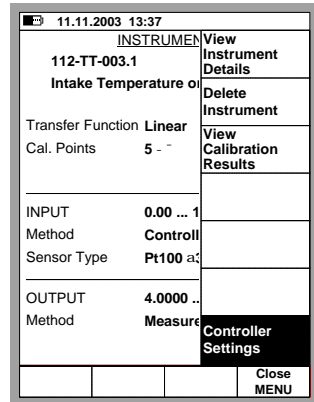 11.11.2003 13:37
INSTRUMEN
112-TT-003.1
Intake Temperature
Transfer Function Linear
Cal. Points 5 -
INPUT 0.00 ... 1
Method Controll
Sensor Type Pt100
OUTPUT 4.0000 ..
Method Measure
View
Instrument
Details
Delete
Instrument
View
Calibration
Results
Controller
Settings
Close
MENU